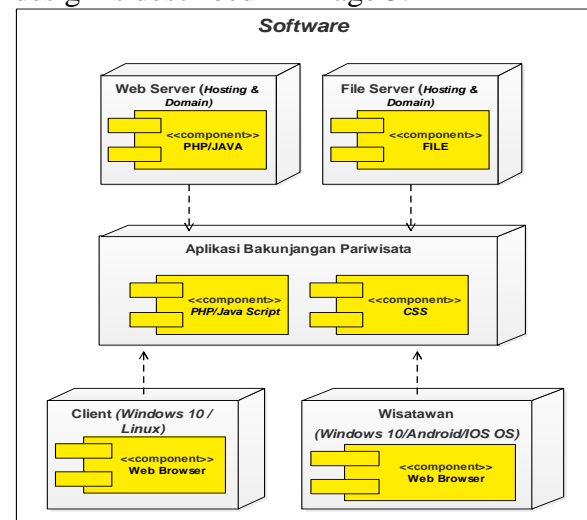 Software
Web Server (Hosting &
Domain)
<<component>>
PHP/JAVA
File Server (Hosting &
Domain)
<<component>>
FILE
Aplikasi Bakunjangan Pariwisata
<<component>>
PHP/Java Script
<<component>>
CSS
Client (Windows 10 /
Linux)
<<component>>
Web Browser
Wisatawan
(Windows 10/Android/IOS OS)
<<component>>
Web Browser